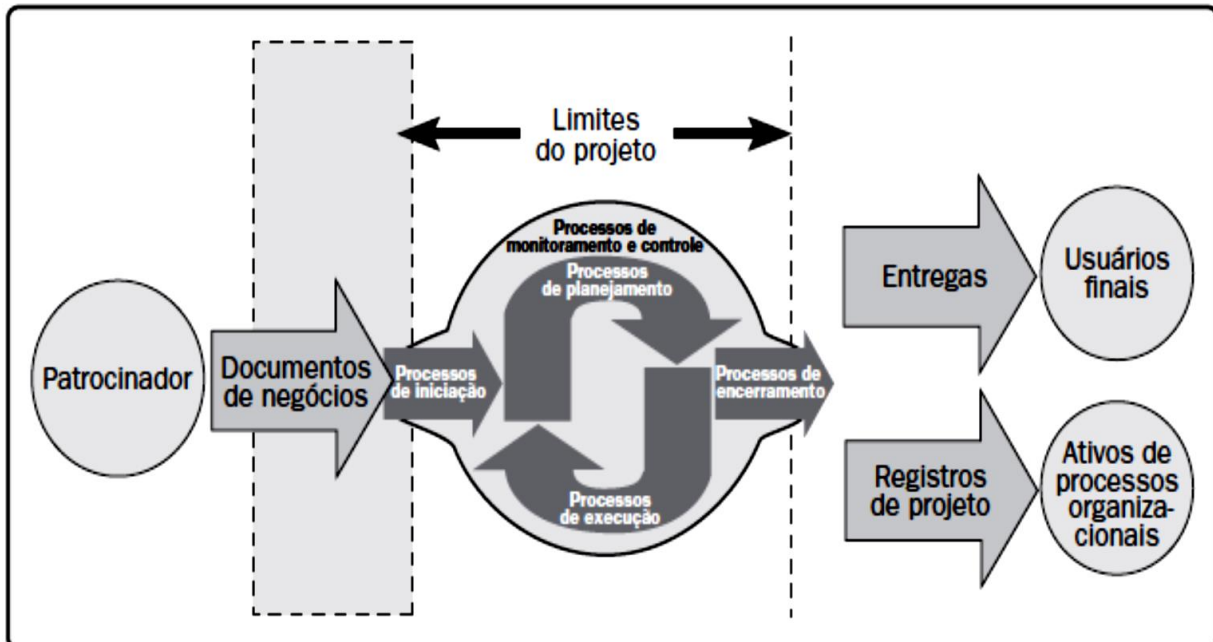 Limites
do projeto
Processos de
monitoramento e controle
Processos
de planejamento
Patrocinador
Documentos
de negócios
Processos
de iniciação
Processos de
encerramento
Processos
de execução
Entregas
Usuários
finais
Registros
de projeto
Ativos de
processos
organiza-
cionais